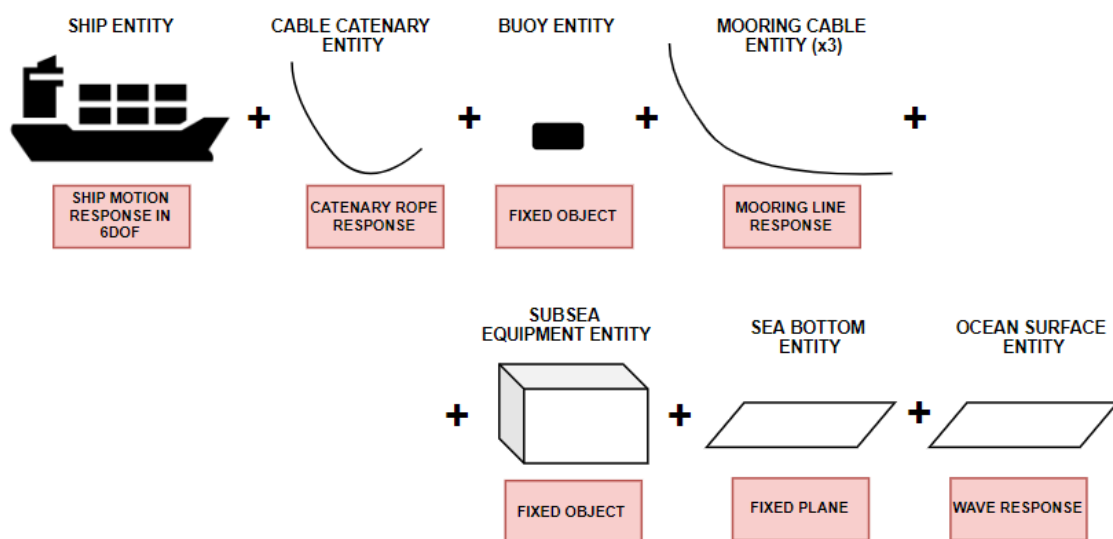 SHIP ENTITY
CABLE CATENARY
ENTITY
BUOY ENTITY
MOORING CABLE
ENTITY (x3)
+
+
+
+
SHIP MOTION
RESPONSE IN
6DOF
CATENARY ROPE
RESPONSE
FIXED OBJECT
MOORING LINE
RESPONSE
SUBSEA
EQUIPMENT ENTITY
SEA BOTTOM
ENTITY
OCEAN SURFACE
ENTITY
+
+
+
FIXED OBJECT
FIXED PLANE
WAVE RESPONSE